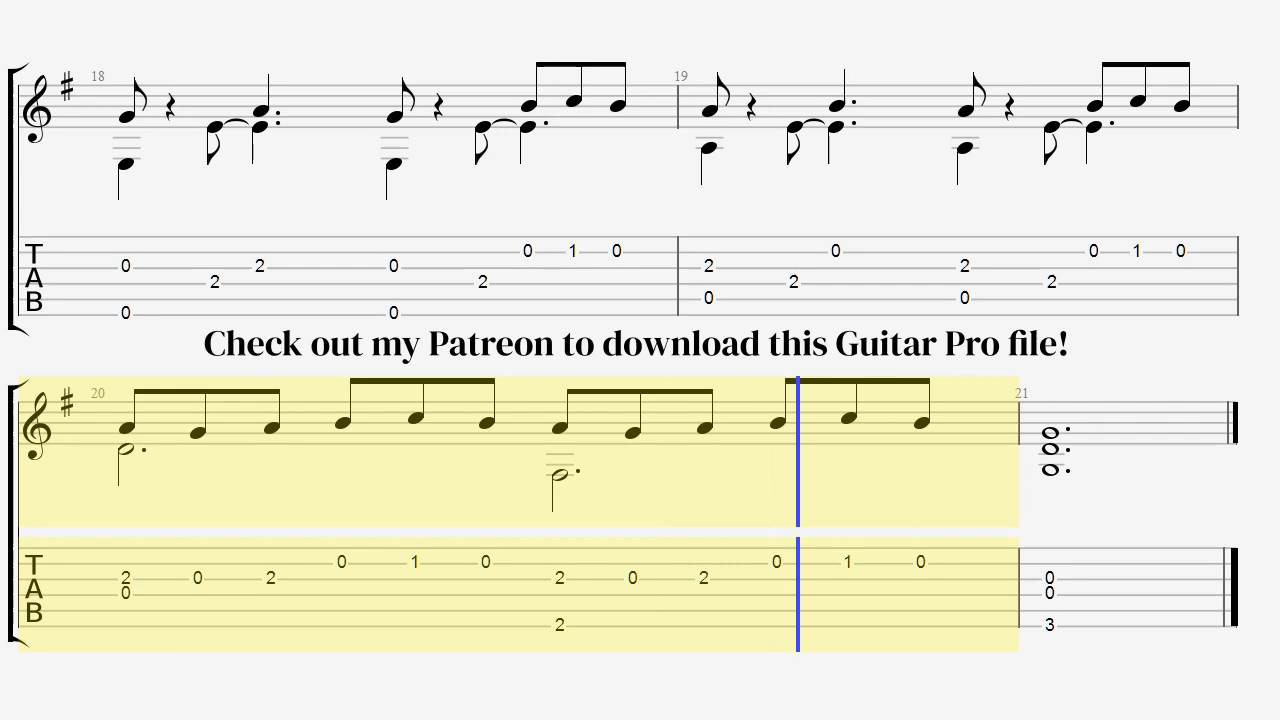 18 19
0 1 0 0 0 1 0
0 2 0 2 2
2 2 2 2
0 0
0 0
T
A
B
Check out my Patreon to download this Guitar Pro file!
20 21
0 1 0 0 1 0
2 0 2 2 0 2 0
0 0
2 3
T
A
B